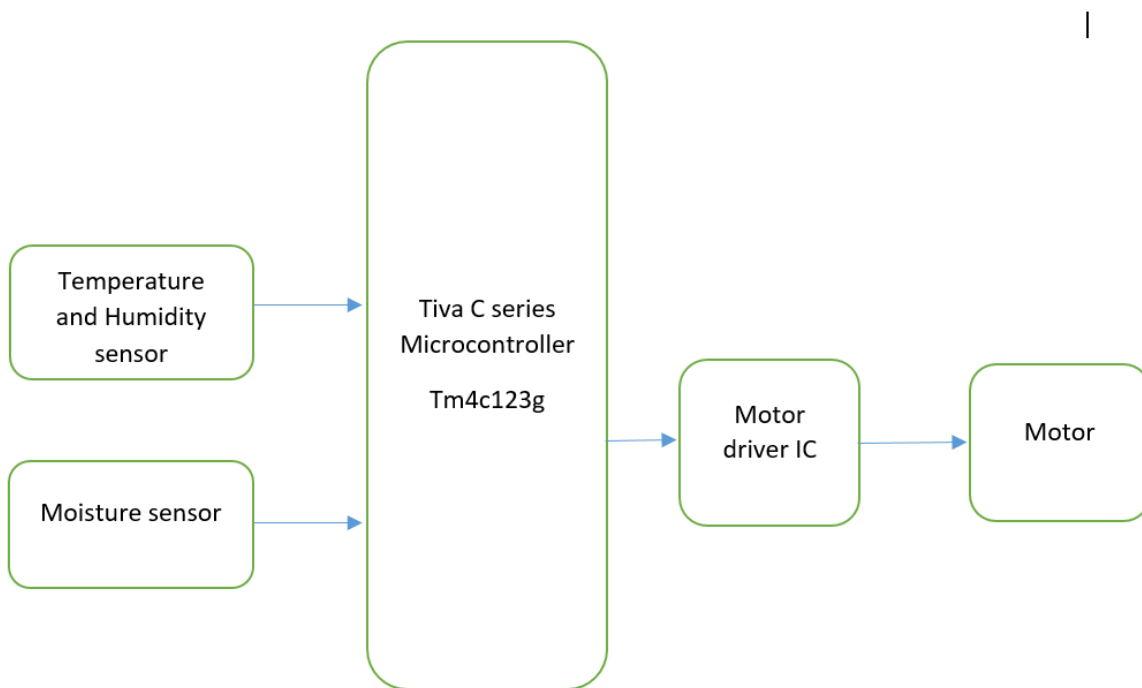 Temperature
and Humidity
sensor
Moisture sensor
Tiva C series
Microcontroller
Tm4c123g
Motor
driver IC
Motor